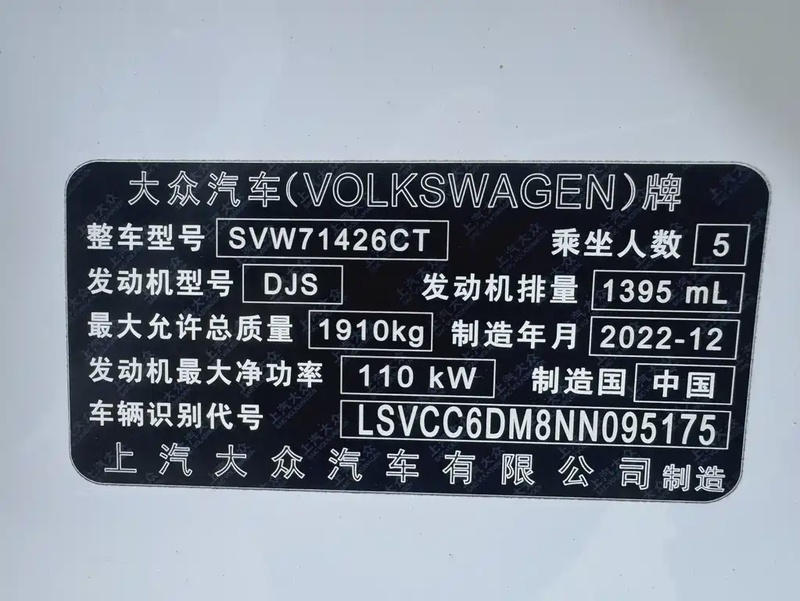 大众汽车(VOLKSWAGEN)牌
整车型号 SVW71426CT 乘坐人数 5
发动机型号 DJS 发动机排量 1395 mL
最大允许总质量 1910kg 制造年月 2022-12
发动机最大净功率 110 kW 制造国 中国
车辆识别代号 LSVCC6DM8NN095175
上汽大众汽车有限公司制造